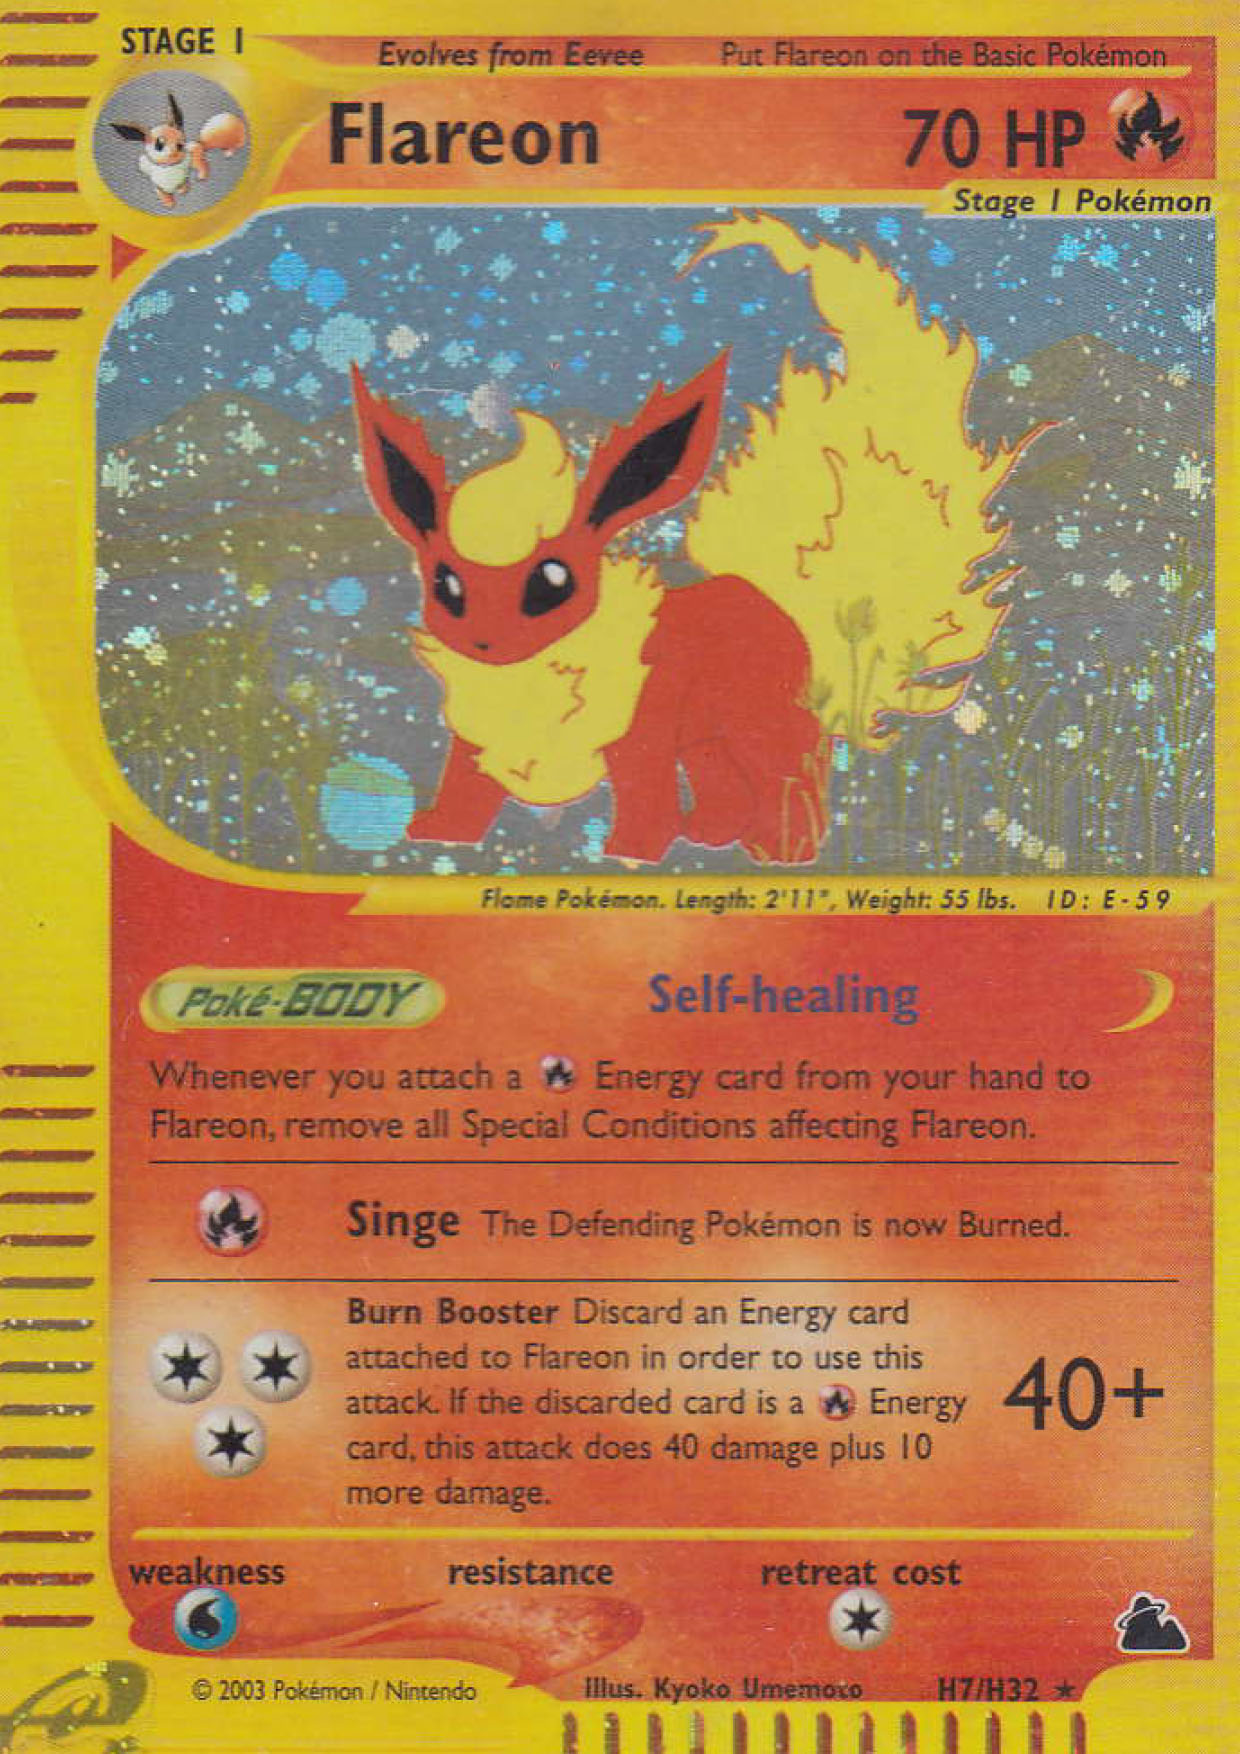 STAGE 1
Evolves from Eevee Put Flareon on the Basic Pokémon
Flareon 70 HP
Stage 1 Pokémon
Flame Pokémon. Length: 2'11", Weight: 55 lbs. ID: E-59
Poké-BODY Self-healing
Whenever you attach a Energy card from your hand to
Flareon, remove all Special Conditions affecting Flareon.
Singe The Defending Pokémon is now Burned.
Burn Booster Discard an Energy card
attached to Flareon in order to use this
attack. If the discarded card is a Energy
card, this attack does 40 damage plus 10
more damage.
40+
weakness resistance retreat cost
© 2003 Pokémon / Nintendo Illus. Kyoko Umemoto H7/H32 ★